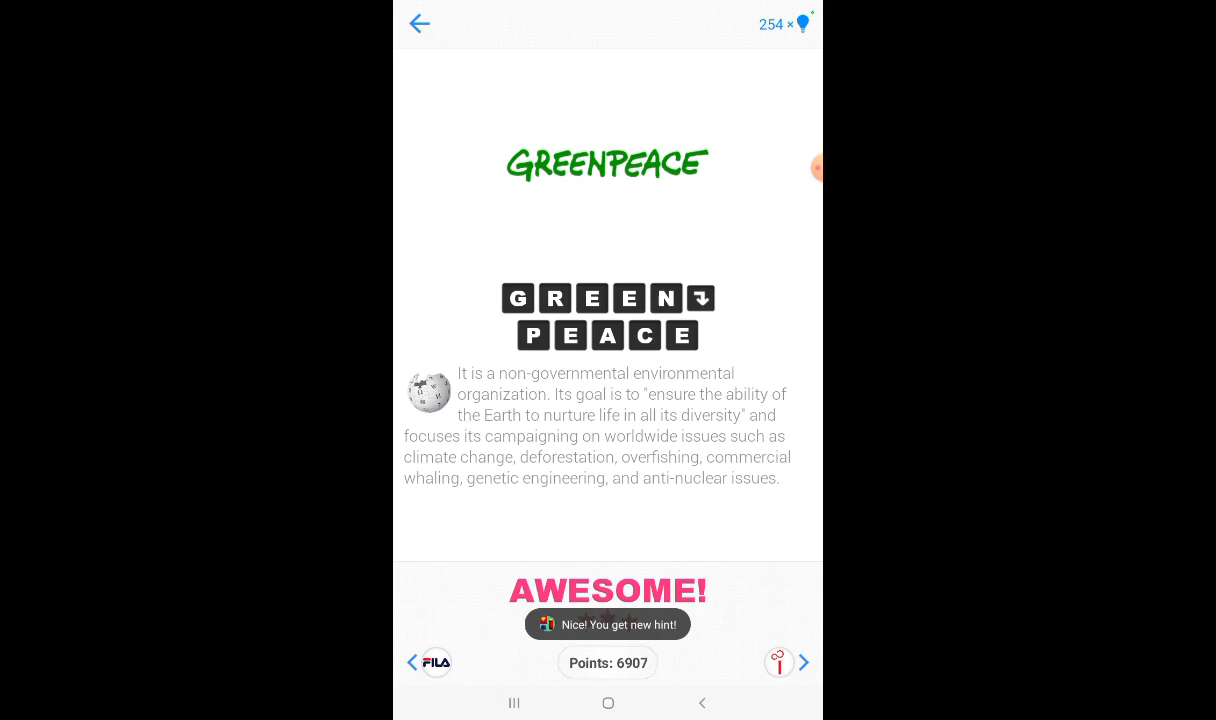 254 ×
GREENPEACE
GREEN
PEACE
It is a non-governmental environmental
organization. Its goal is to "ensure the ability of
the Earth to nurture life in all its diversity" and
focuses its campaigning on worldwide issues such as
climate change, deforestation, overfishing, commercial
whaling, genetic engineering, and anti-nuclear issues.
AWESOME!
Nice! You get new hint!
FILA
Points: 6907